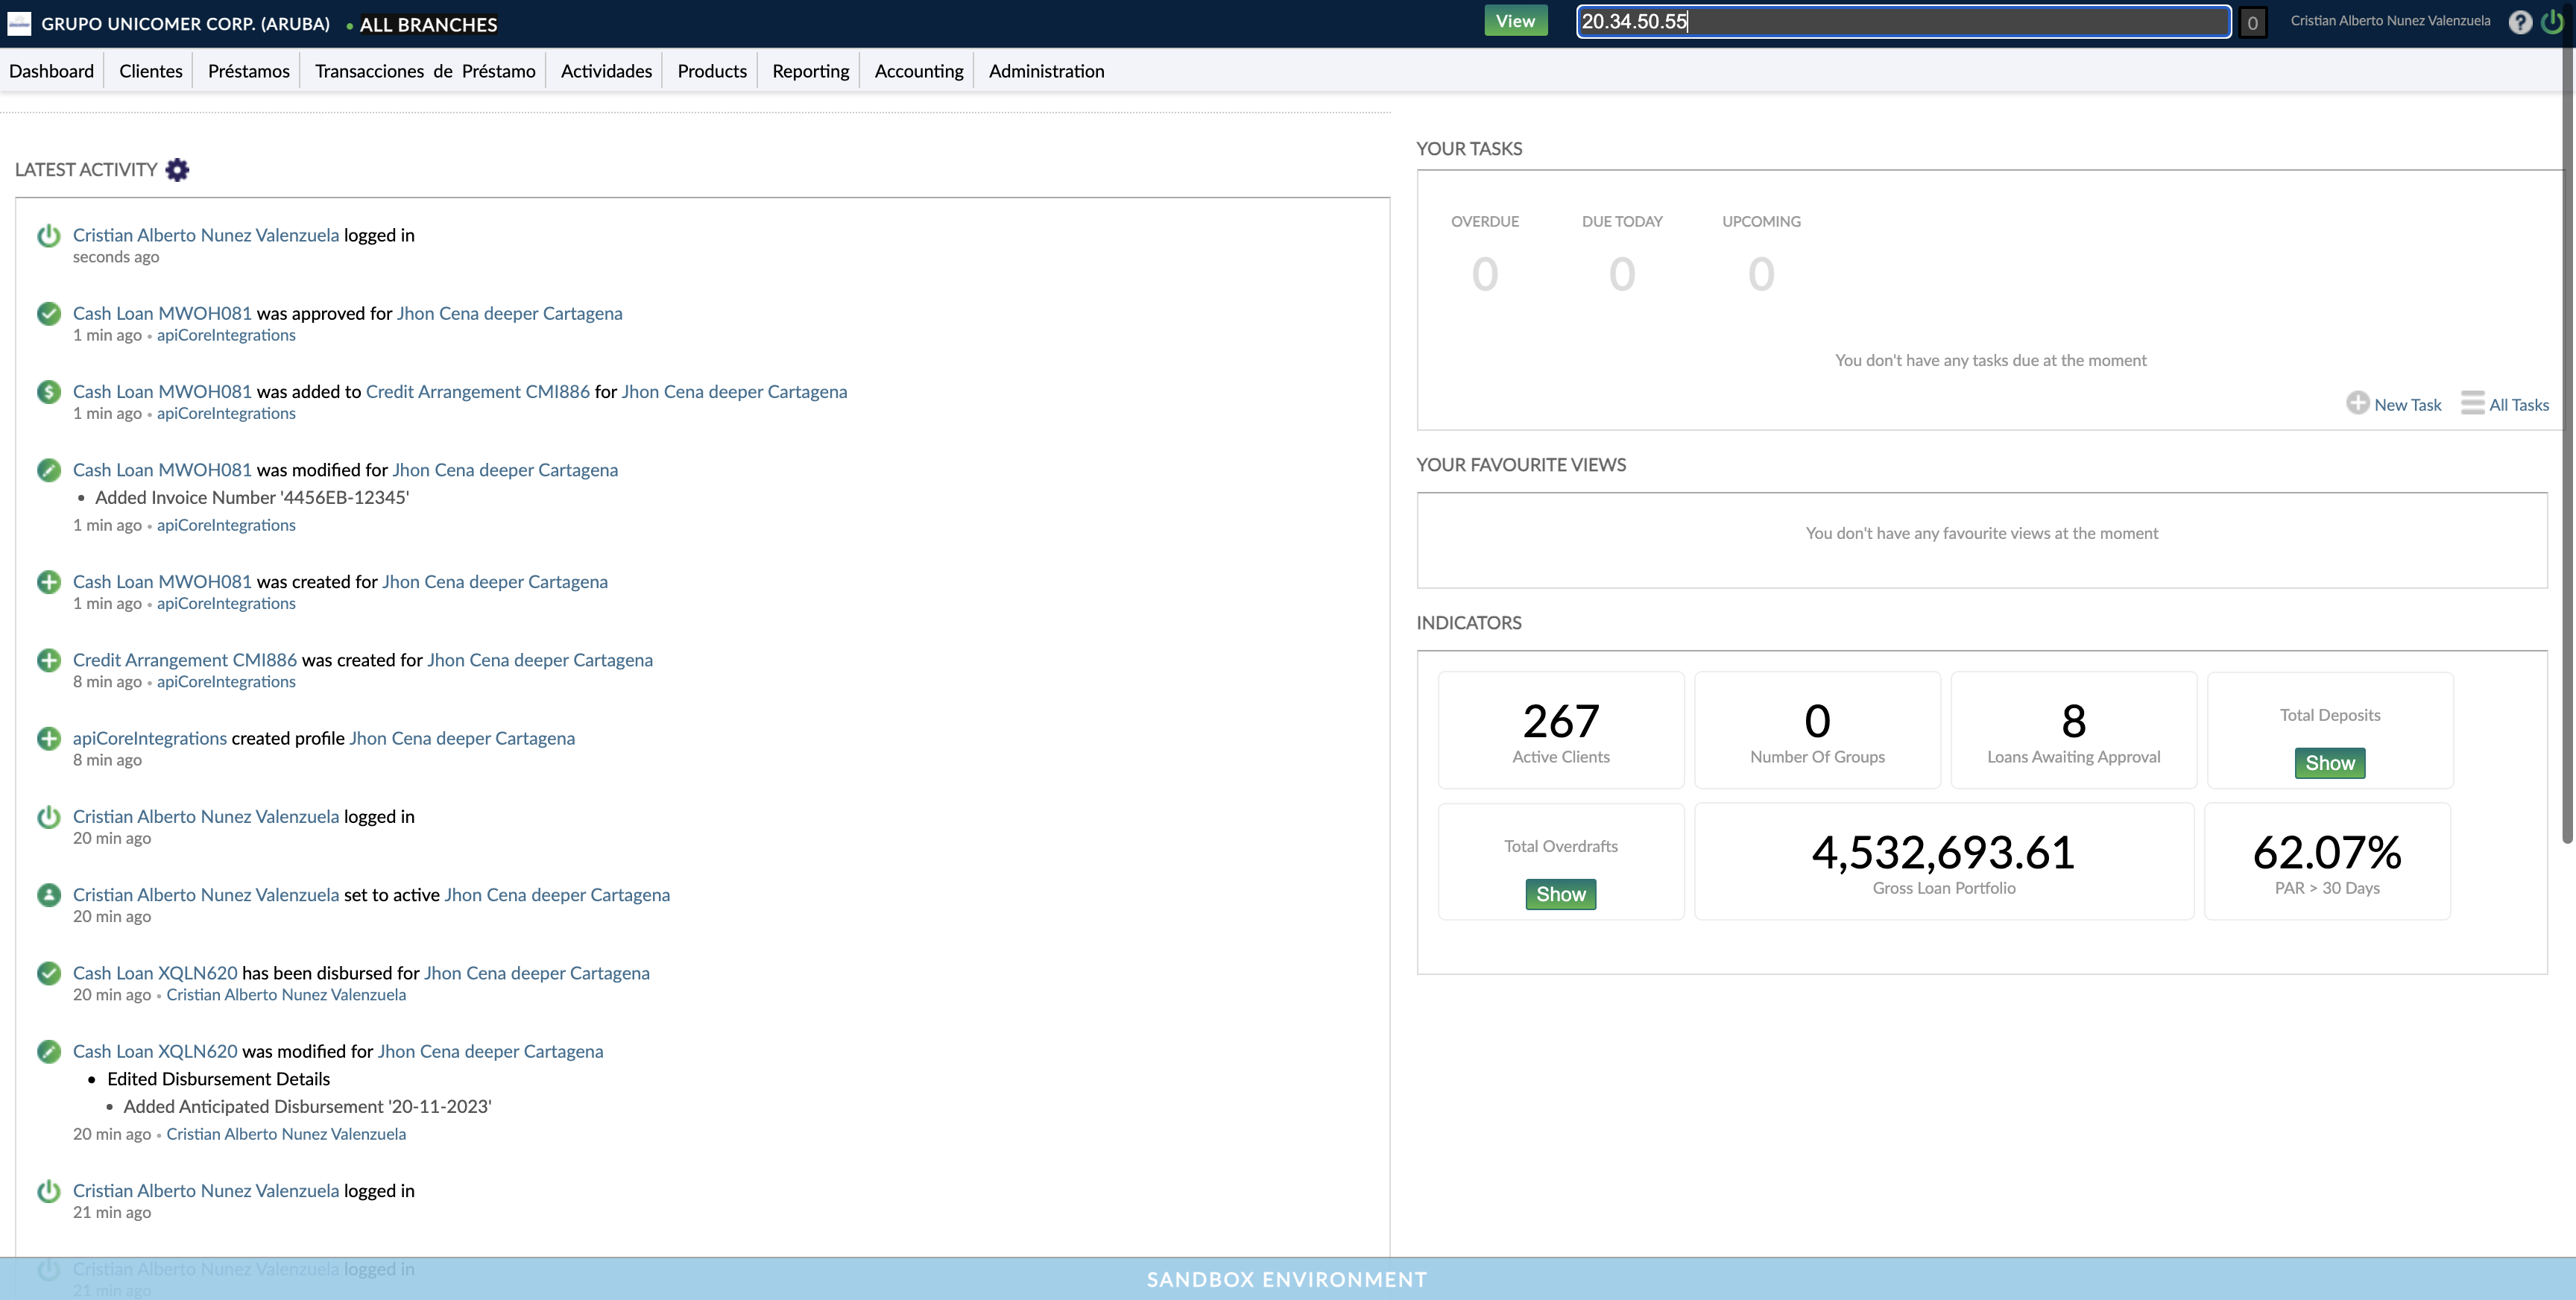 GRUPO UNICOMER CORP. (ARUBA) • ALL BRANCHES
View
20.34.50.55
0
Cristian Alberto Nunez Valenzuela
?
Dashboard
Clientes
Préstamos
Transacciones de Préstamo
Actividades
Products
Reporting
Accounting
Administration
LATEST ACTIVITY
Cristian Alberto Nunez Valenzuela logged in
seconds ago
Cash Loan MWOH081 was approved for Jhon Cena deeper Cartagena
1 min ago • apiCoreIntegrations
Cash Loan MWOH081 was added to Credit Arrangement CMI886 for Jhon Cena deeper Cartagena
1 min ago • apiCoreIntegrations
Cash Loan MWOH081 was modified for Jhon Cena deeper Cartagena
• Added Invoice Number '4456EB-12345'
1 min ago • apiCoreIntegrations
Cash Loan MWOH081 was created for Jhon Cena deeper Cartagena
1 min ago • apiCoreIntegrations
Credit Arrangement CMI886 was created for Jhon Cena deeper Cartagena
8 min ago • apiCoreIntegrations
apiCoreIntegrations created profile Jhon Cena deeper Cartagena
8 min ago
Cristian Alberto Nunez Valenzuela logged in
20 min ago
Cristian Alberto Nunez Valenzuela set to active Jhon Cena deeper Cartagena
20 min ago
Cash Loan XQLN620 has been disbursed for Jhon Cena deeper Cartagena
20 min ago • Cristian Alberto Nunez Valenzuela
Cash Loan XQLN620 was modified for Jhon Cena deeper Cartagena
• Edited Disbursement Details
• Added Anticipated Disbursement '20-11-2023'
20 min ago • Cristian Alberto Nunez Valenzuela
Cristian Alberto Nunez Valenzuela logged in
21 min ago
Cristian Alberto Nunez Valenzuela logged in
21 min ago
YOUR TASKS
OVERDUE
DUE TODAY
UPCOMING
0
0
0
You don't have any tasks due at the moment
New Task
All Tasks
YOUR FAVOURITE VIEWS
You don't have any favourite views at the moment
INDICATORS
267
Active Clients
0
Number Of Groups
8
Loans Awaiting Approval
Total Deposits
Show
Total Overdrafts
Show
4,532,693.61
Gross Loan Portfolio
62.07%
PAR > 30 Days
SANDBOX ENVIRONMENT